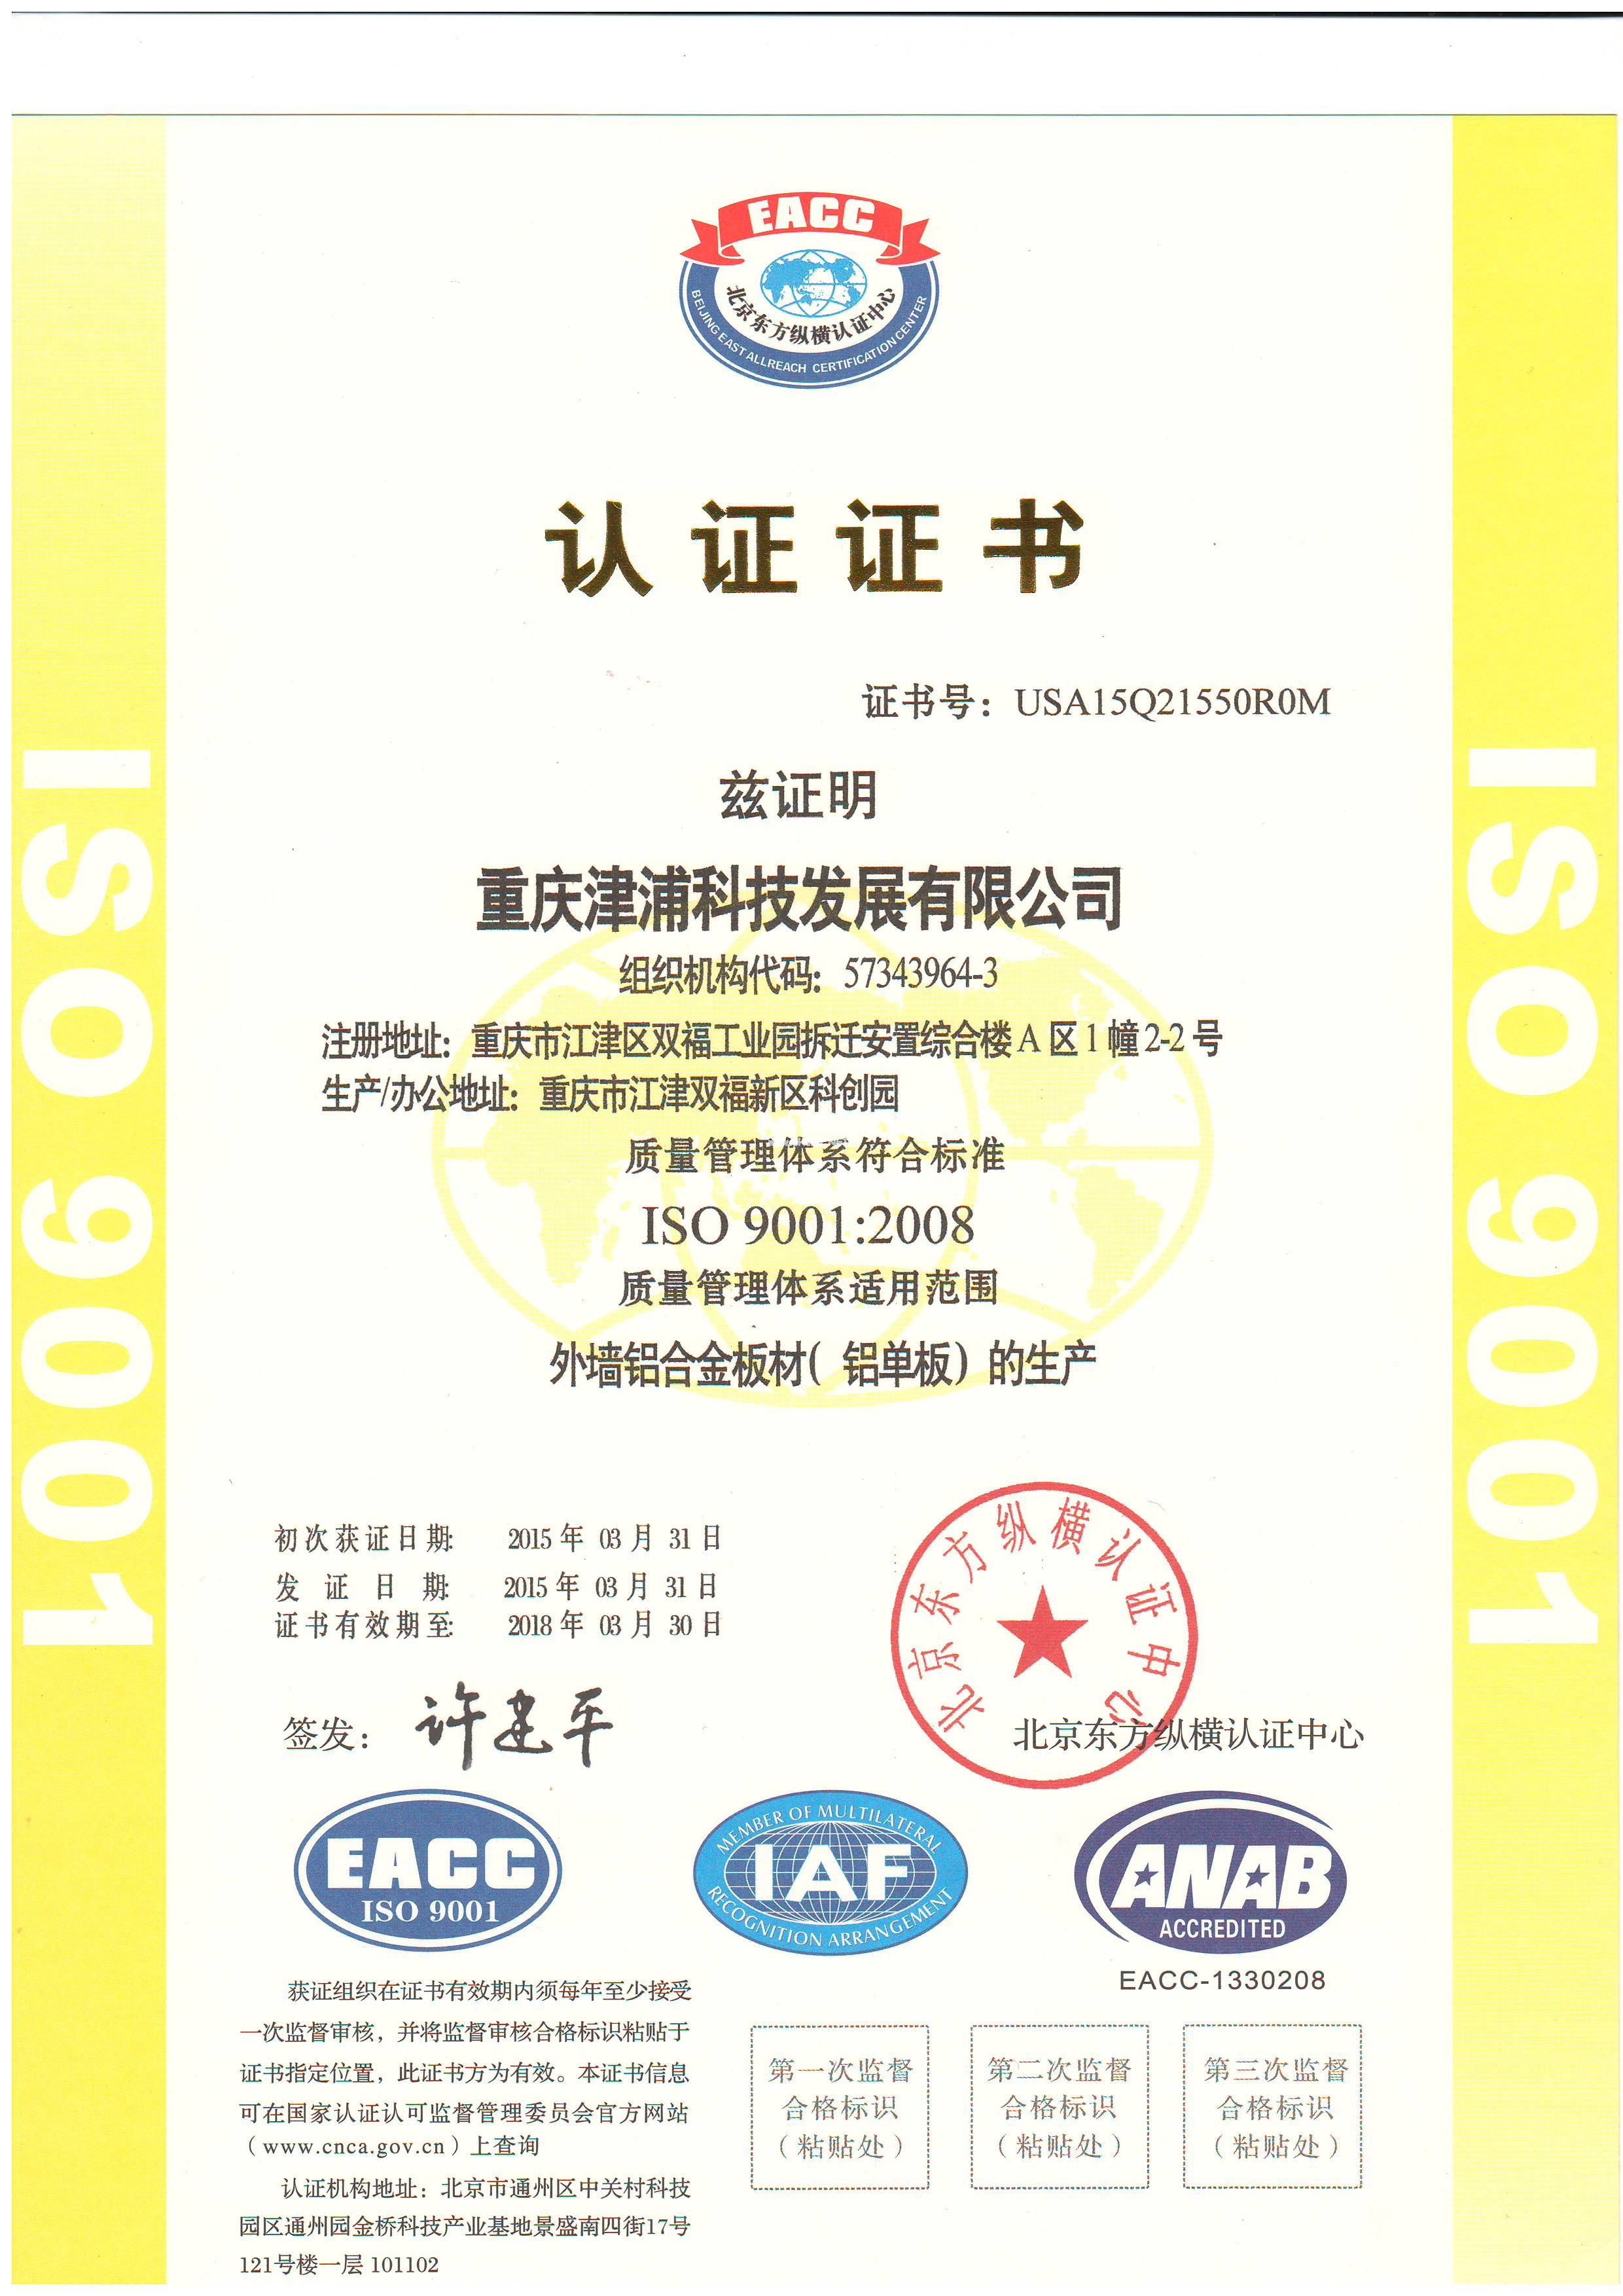 EACC
北京东方纵横认证中心
BEIJING EAST ALLREACH CERTIFICATION CENTER
认证证书
证书号：USA15Q21550R0M
兹证明
重庆津浦科技发展有限公司
组织机构代码：57343964-3
注册地址：重庆市江津区双福工业园拆迁安置综合楼A区1幢2-2号
生产/办公地址：重庆市江津双福新区科创园
质量管理体系符合标准
ISO 9001:2008
质量管理体系适用范围
外墙铝合金板材（铝单板）的生产
ISO 9001
ISO 9001
初次获证日期: 2015年 03月 31日
发证日期: 2015年 03月 31日
证书有效期至: 2018年 03月 30日
北京东方纵横认证中心
签发：许建平
北京东方纵横认证中心
EACC
ISO 9001
MEMBER OF MULTILATERAL
IAF
RECOGNITION ARRANGEMENT
ANAB
ACCREDITED
EACC-1330208
获证组织在证书有效期内须每年至少接受
一次监督审核，并将监督审核合格标识粘贴于
证书指定位置，此证书方为有效。本证书信息
可在国家认证认可监督管理委员会官方网站
（www.cnca.gov.cn）上查询
认证机构地址：北京市通州区中关村科技
园区通州园金桥科技产业基地景盛南四街17号
121号楼一层 101102
第一次监督
合格标识
（粘贴处）
第二次监督
合格标识
（粘贴处）
第三次监督
合格标识
（粘贴处）